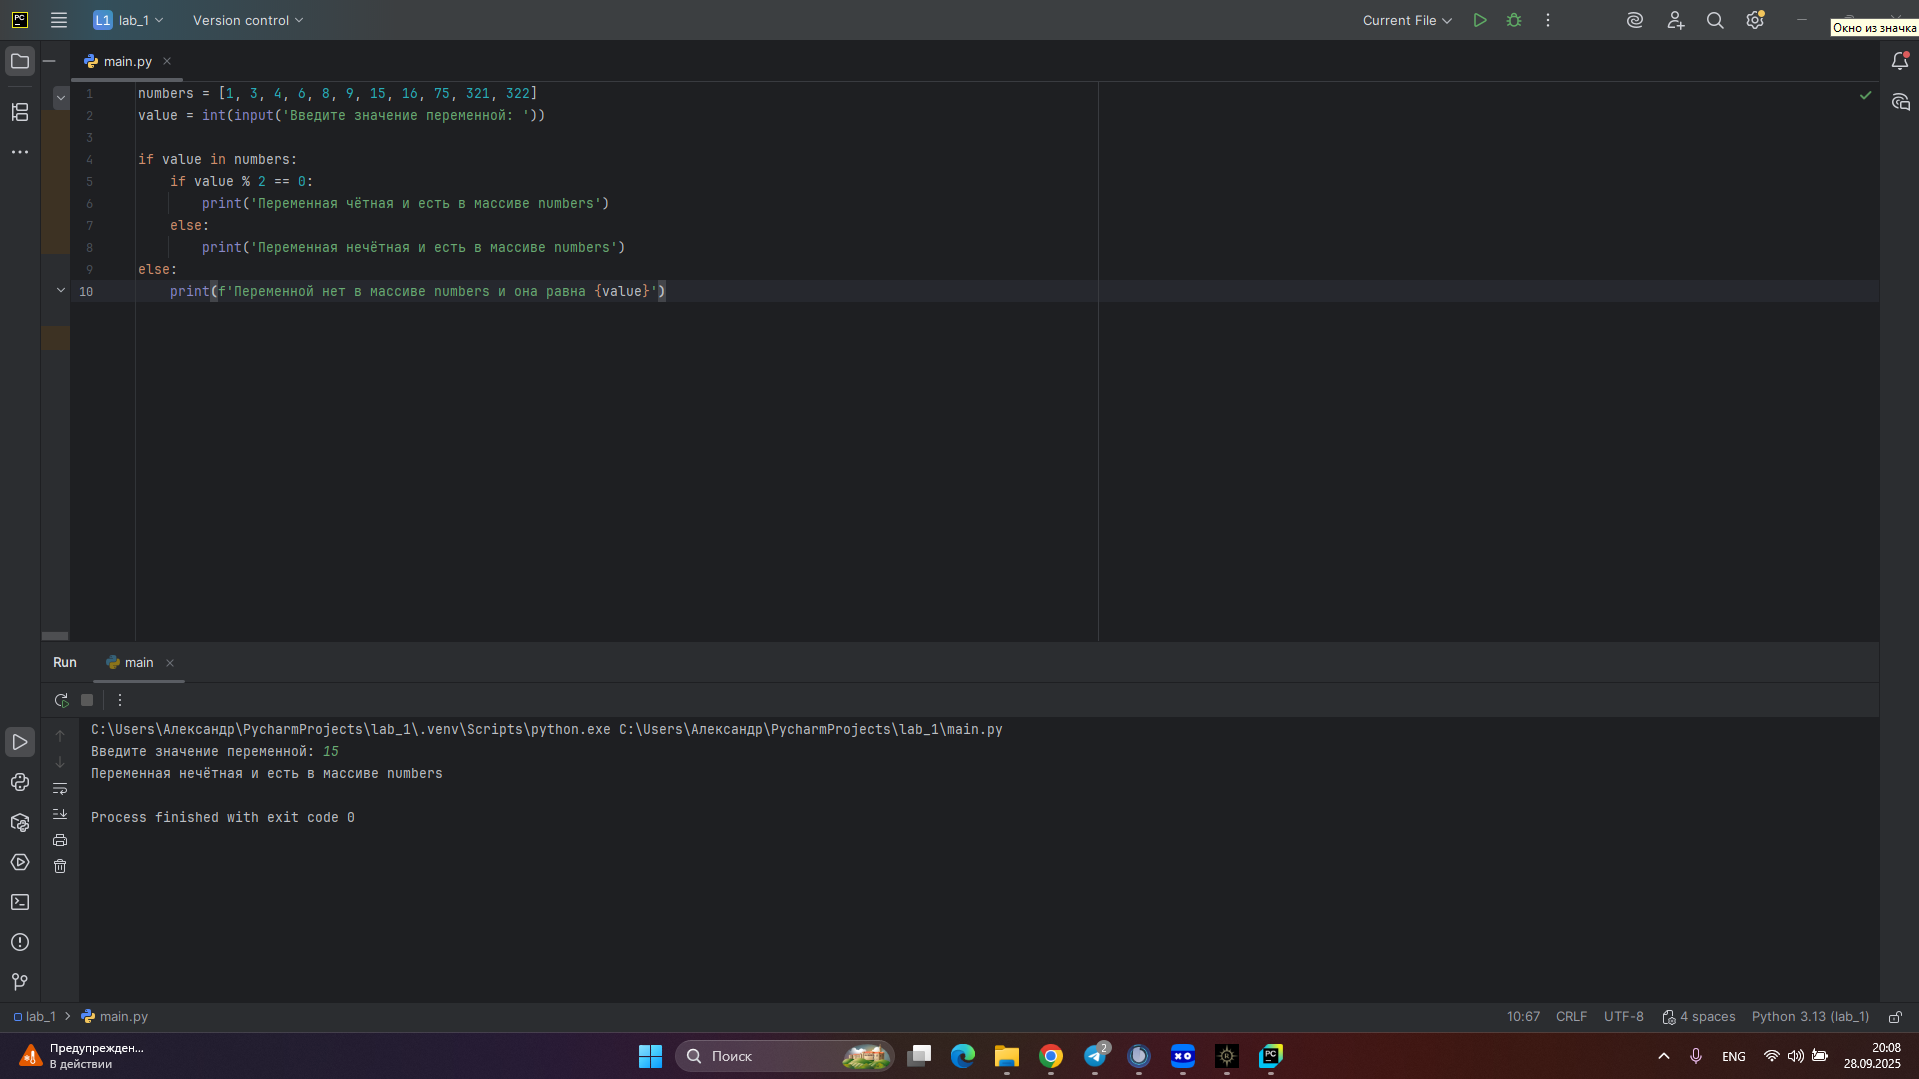 PC L1 lab_1 Version control Current File
Окно из значка
main.py
1 numbers = [1, 3, 4, 6, 8, 9, 15, 16, 75, 321, 322]
2 value = int(input('Введите значение переменной: '))
3
4 if value in numbers:
5 if value % 2 == 0:
6 print('Переменная чётная и есть в массиве numbers')
7 else:
8 print('Переменная нечётная и есть в массиве numbers')
9 else:
10 print(f'Переменной нет в массиве numbers и она равна {value}')
Run main
C:\Users\Александр\PycharmProjects\lab_1\.venv\Scripts\python.exe C:\Users\Александр\PycharmProjects\lab_1\main.py
Введите значение переменной: 15
Переменная нечётная и есть в массиве numbers
Process finished with exit code 0
lab_1 main.py 10:67 CRLF UTF-8 4 spaces Python 3.13 (lab_1)
Предупрежден...
В действии
Поиск
2
XO
R
PC
ENG
20:08
28.09.2025